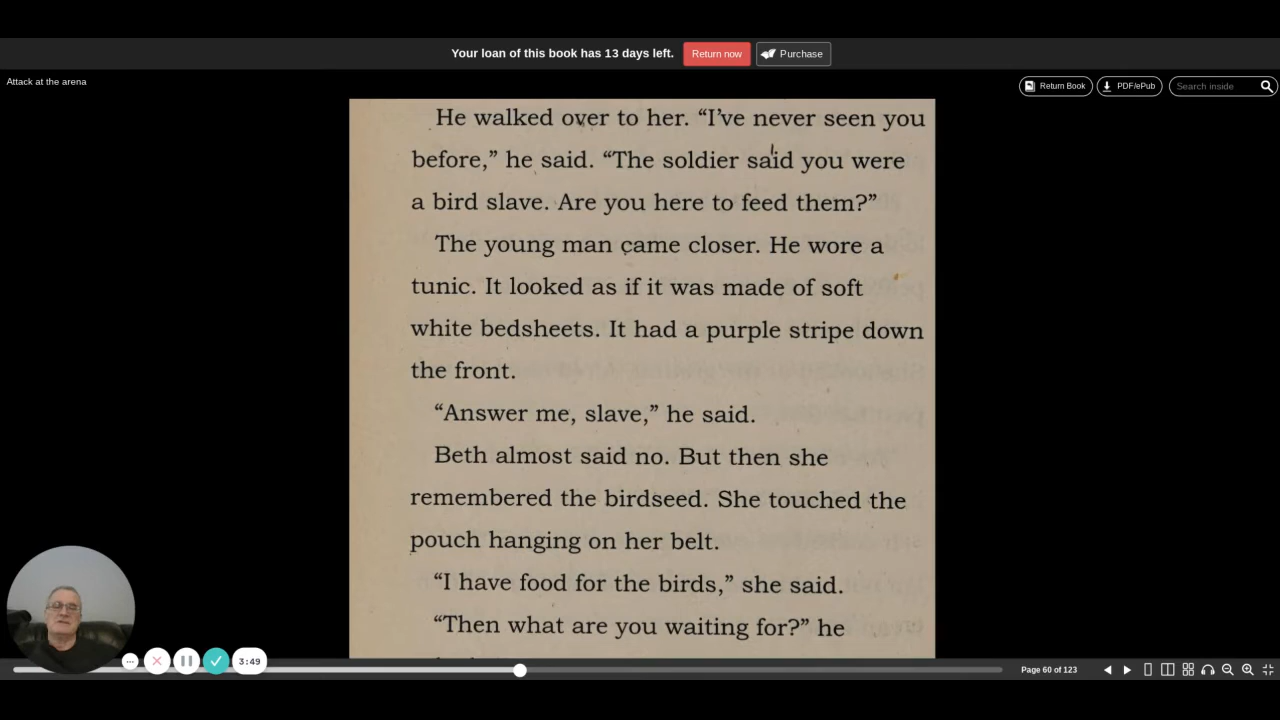 Your loan of this book has 13 days left. Return now Purchase
Attack at the arena
Return Book PDF/ePub Search inside
He walked over to her. “I’ve never seen you
before,” he said. “The soldier said you were
a bird slave. Are you here to feed them?”
The young man came closer. He wore a
tunic. It looked as if it was made of soft
white bedsheets. It had a purple stripe down
the front.
“Answer me, slave,” he said.
Beth almost said no. But then she
remembered the birdseed. She touched the
pouch hanging on her belt.
“I have food for the birds,” she said.
“Then what are you waiting for?” he
3:49
Page 60 of 123